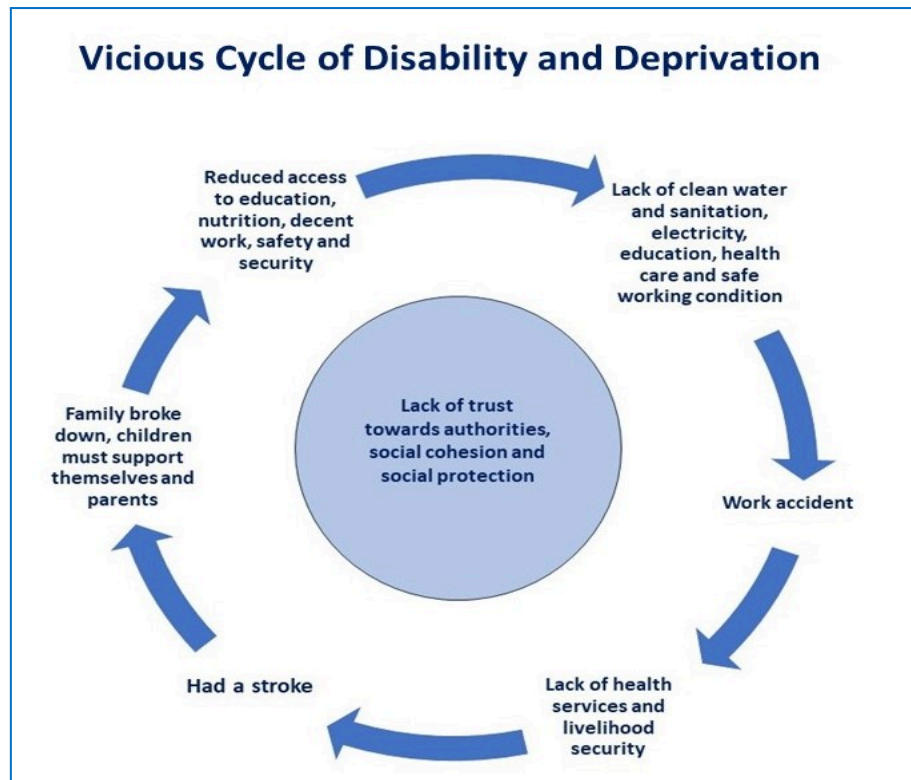 Vicious Cycle of Disability and Deprivation
Reduced access
to education,
nutrition, decent
work, safety and
security
Lack of clean water
and sanitation,
electricity,
education, health
care and safe
working condition
Work accident
Lack of health
services and
livelihood
security
Had a stroke
Family broke
down, children
must support
themselves and
parents
Lack of trust
towards authorities,
social cohesion and
social protection